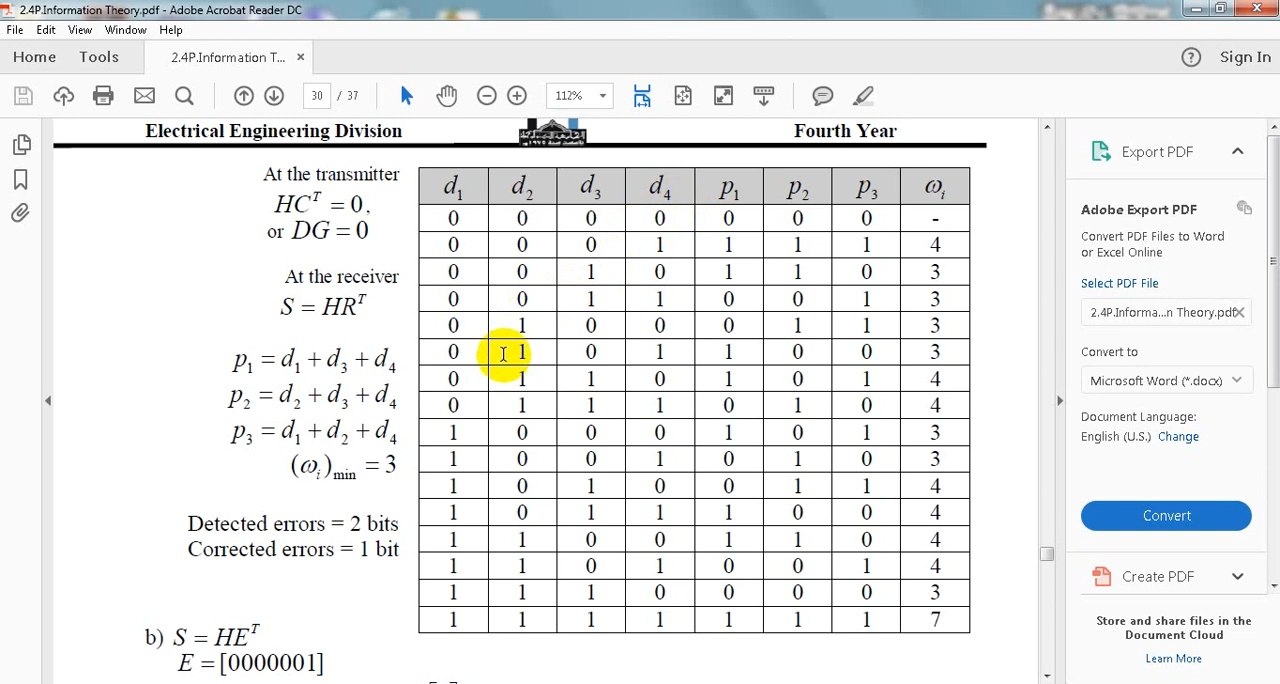 2.4P.Information Theory.pdf - Adobe Acrobat Reader DC
File Edit View Window Help
Home Tools 2.4P.Information T... × Sign In
30 / 37 112%
Electrical Engineering Division Fourth Year
At the transmitter
HC^T = 0,
or DG = 0
At the receiver
S = HR^T
p₁ = d₁ + d₃ + d₄
p₂ = d₂ + d₃ + d₄
p₃ = d₁ + d₂ + d₄
(ωᵢ)min = 3
Detected errors = 2 bits
Corrected errors = 1 bit
d₁ d₂ d₃ d₄ p₁ p₂ p₃ ωᵢ
0 0 0 0 0 0 0 -
0 0 0 1 1 1 1 4
0 0 1 0 1 1 0 3
0 0 1 1 0 0 1 3
0 1 0 0 0 1 1 3
0 1 0 1 1 0 0 3
0 1 1 0 1 0 1 4
0 1 1 1 0 1 0 4
1 0 0 0 1 0 1 3
1 0 0 1 0 1 0 3
1 0 1 0 0 1 1 4
1 0 1 1 1 0 0 4
1 1 0 0 1 1 0 4
1 1 0 1 0 0 1 4
1 1 1 0 0 0 0 3
1 1 1 1 1 1 1 7
b) S = HE^T
E = [0000001]
Export PDF
Adobe Export PDF
Convert PDF Files to Word
or Excel Online
Select PDF File
2.4P.Informa...n Theory.pdf
Convert to
Microsoft Word (*.docx)
Document Language:
English (U.S.) Change
Convert
Create PDF
Store and share files in the
Document Cloud
Learn More